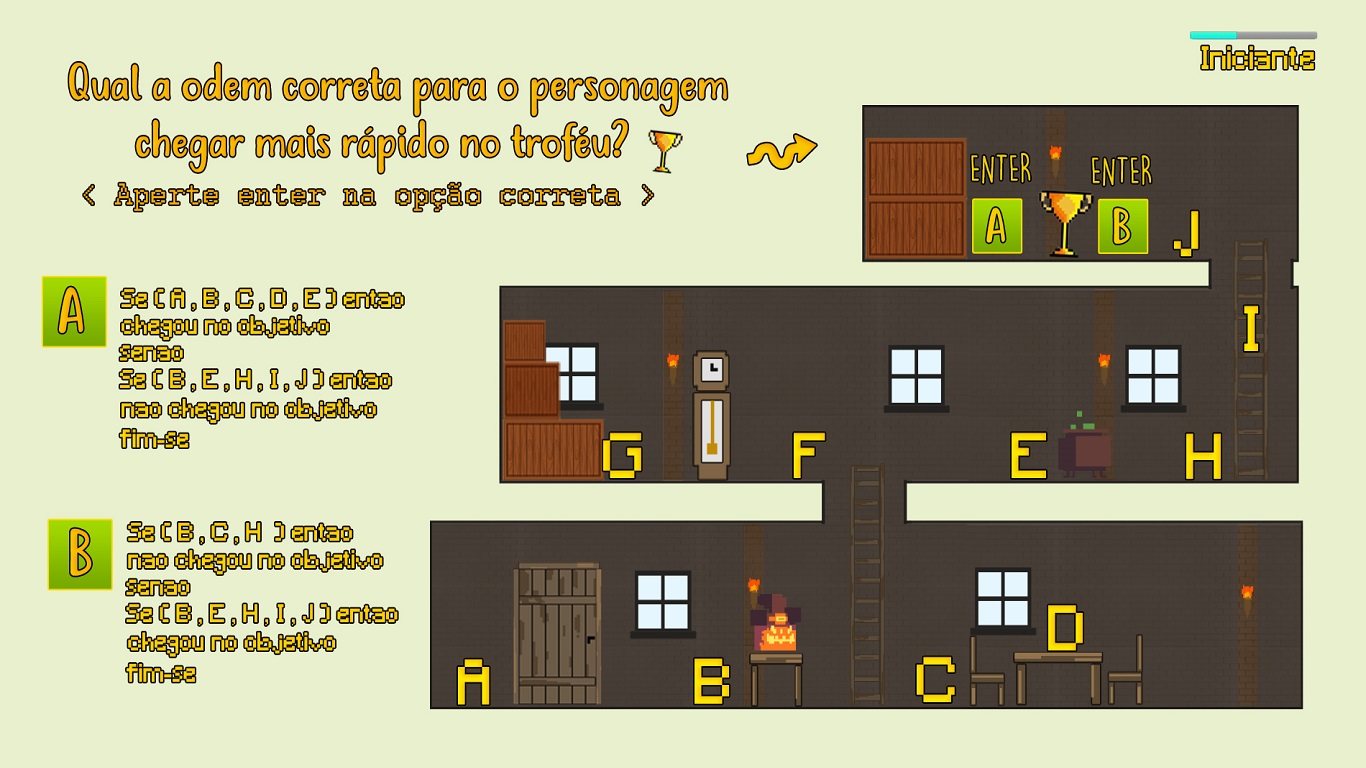 Iniciante
Qual a odem correta para o personagem
chegar mais rápido no troféu?
< Aperte enter na opção correta >
ENTER
ENTER
A
B
J
A
Se ( A , B , C , D , E ) entao
chegou no objetivo
senao
Se ( B , E , H , I , J ) entao
nao chegou no objetivo
fim-se
I
G
F
E
H
B
Se ( B , C , H ) entao
nao chegou no objetivo
senao
Se ( B , E , H , I , J ) entao
chegou no objetivo
fim-se
D
A
B
C